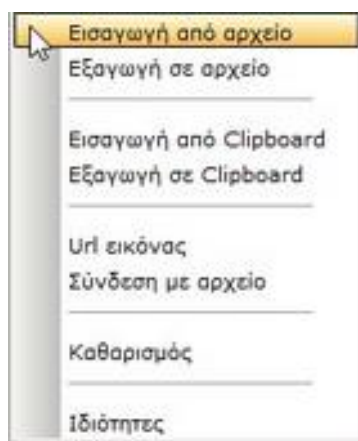 Εισαγωγή από αρχείο
Εξαγωγή σε αρχείο
Εισαγωγή από Clipboard
Εξαγωγή σε Clipboard
Url εικόνας
Σύνδεση με αρχείο
Καθαρισμός
Ιδιότητες